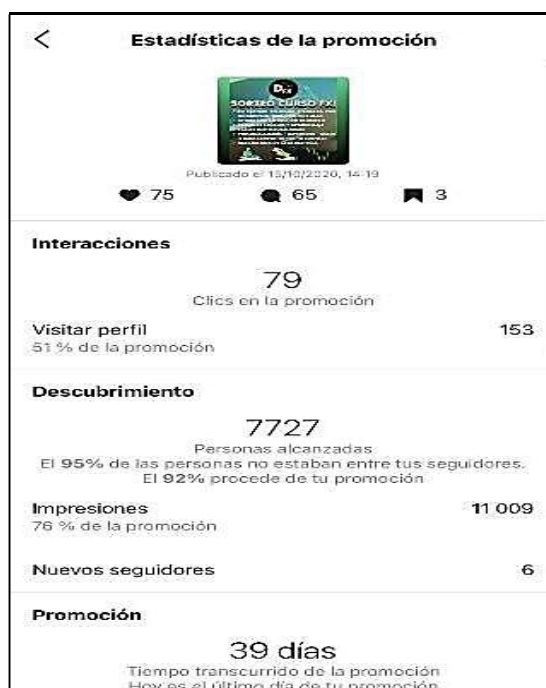 Estadísticas de la promoción
DFX
SORTEO CURSO FX!
Publicado el 15/10/2020, 14:19
75 65 3
Interacciones
79
Clics en la promoción
Visitar perfil 153
51 % de la promoción
Descubrimiento
7727
Personas alcanzadas
El 95% de las personas no estaban entre tus seguidores.
El 92% procede de tu promoción
Impresiones 11 009
76 % de la promoción
Nuevos seguidores 6
Promoción
39 días
Tiempo transcurrido de la promoción
Hoy es el último día de tu promoción